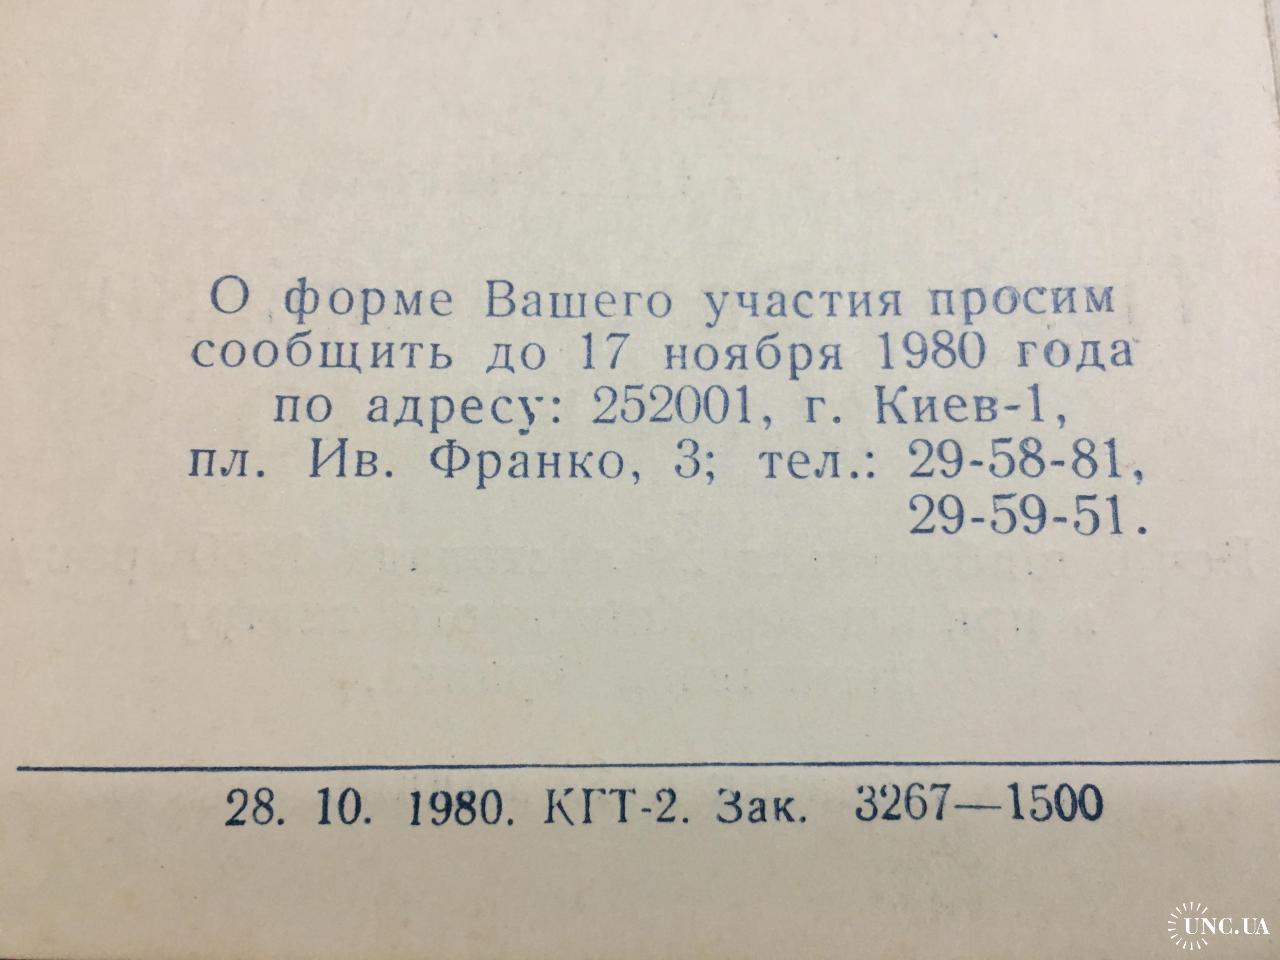 О форме Вашего участия просим
сообщить до 17 ноября 1980 года
по адресу: 252001, г. Киев-1,
пл. Ив. Франко, 3; тел.: 29-58-81,
29-59-51.
28. 10. 1980. КГТ-2. Зак. 3267—1500
UNC.UA